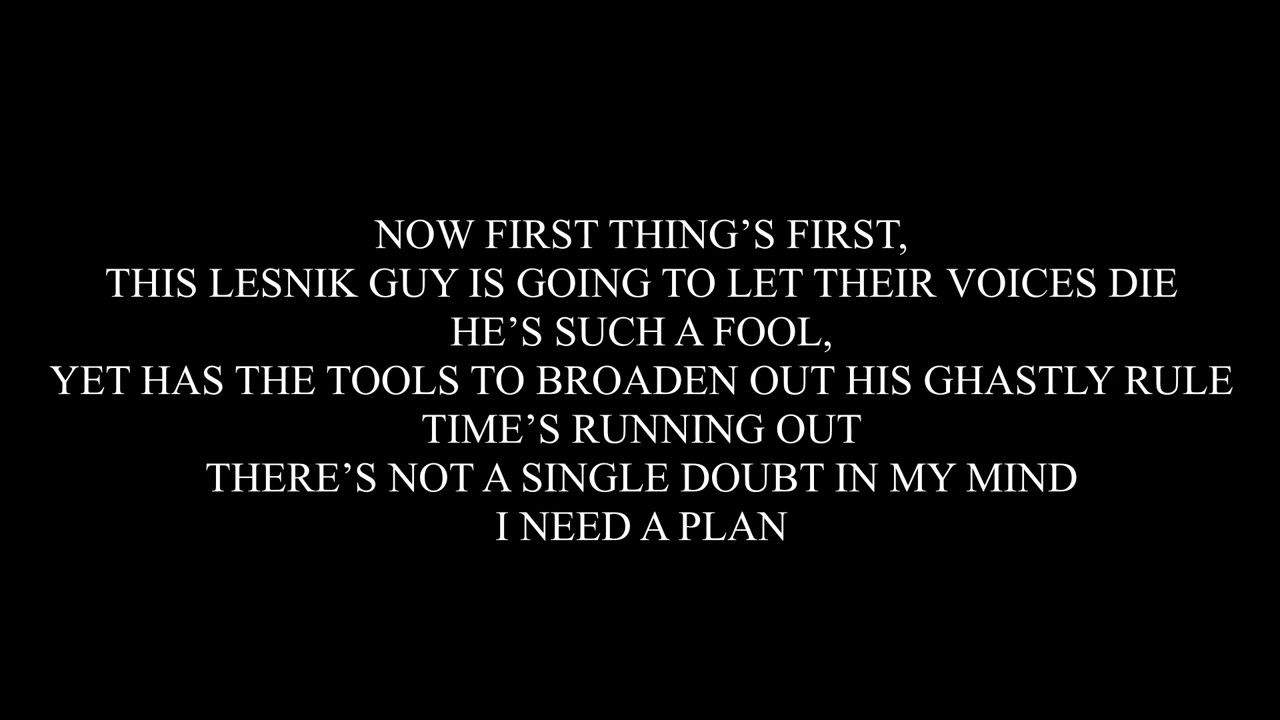 NOW FIRST THING’S FIRST,
THIS LESNIK GUY IS GOING TO LET THEIR VOICES DIE
HE’S SUCH A FOOL,
YET HAS THE TOOLS TO BROADEN OUT HIS GHASTLY RULE
TIME’S RUNNING OUT
THERE’S NOT A SINGLE DOUBT IN MY MIND
I NEED A PLAN